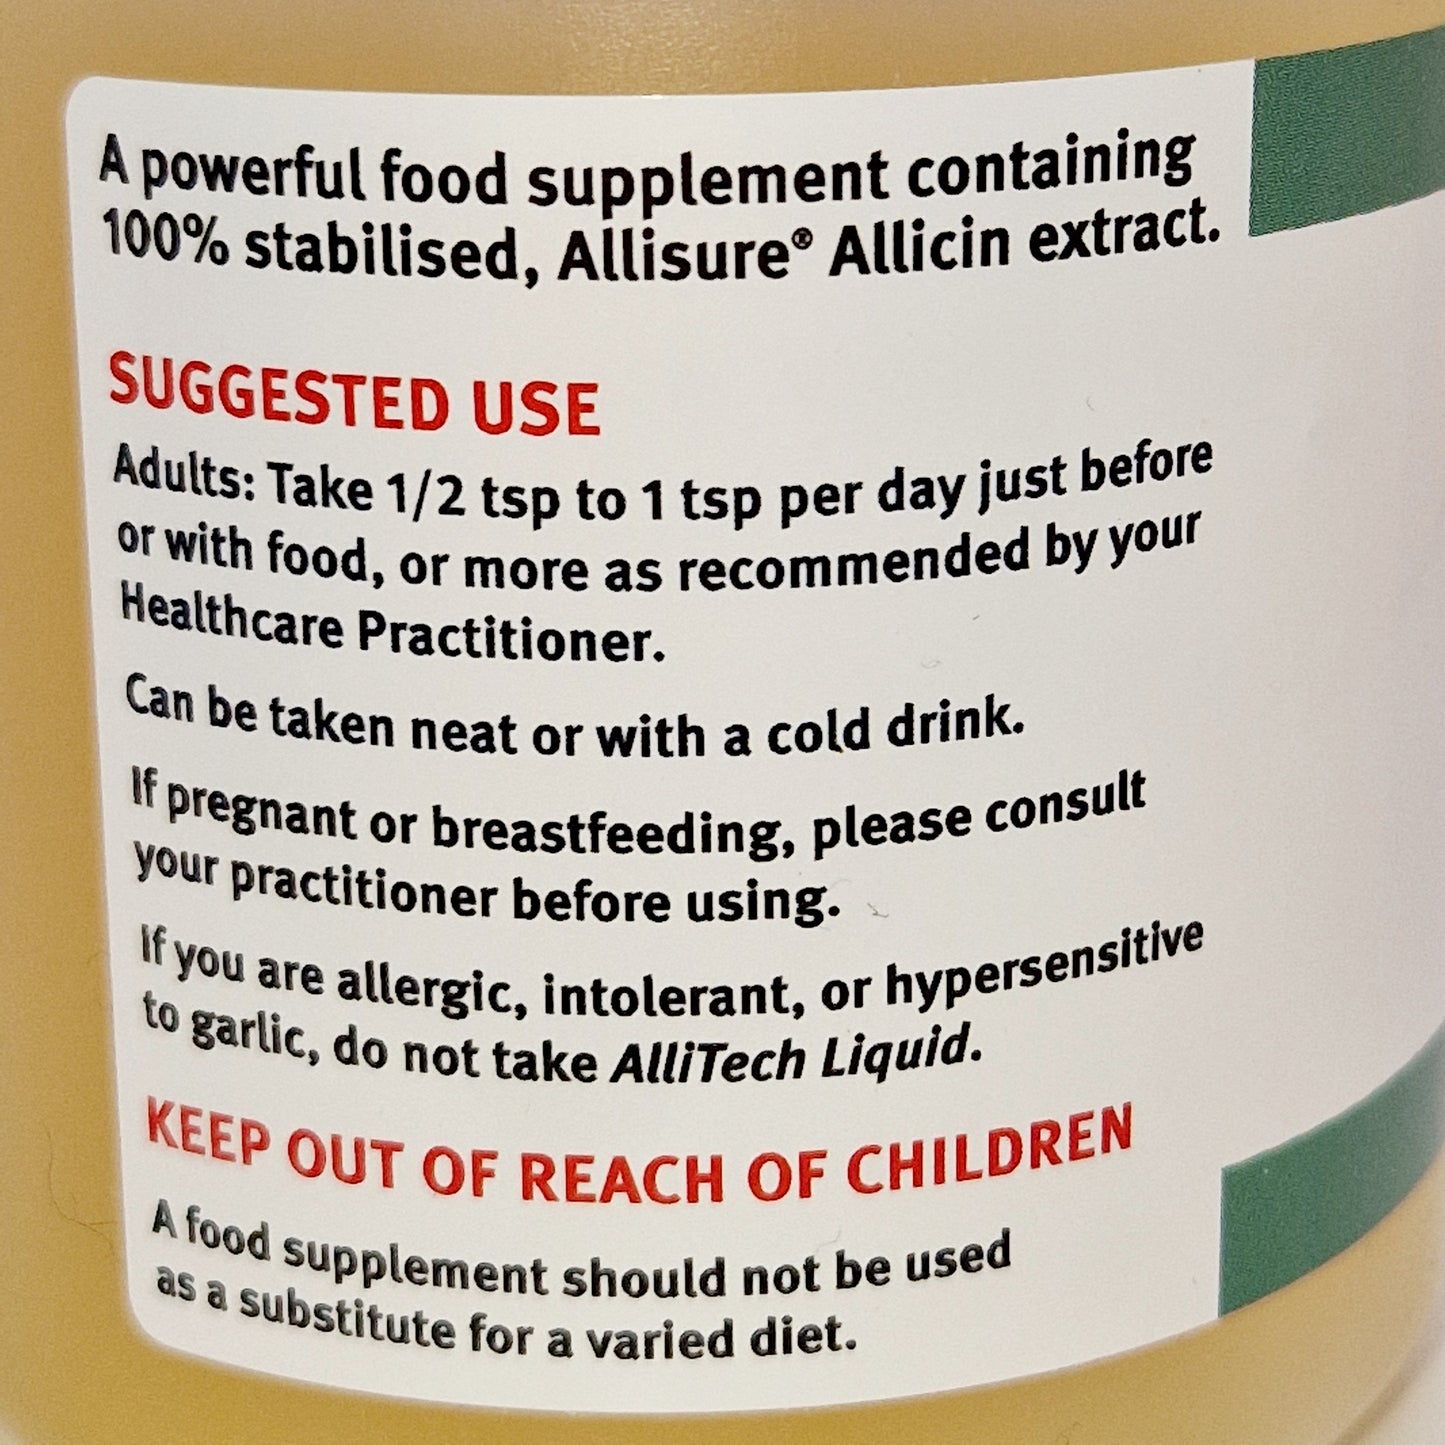 A powerful food supplement containing
100% stabilised, Allisure® Allicin extract.
SUGGESTED USE
Adults: Take 1/2 tsp to 1 tsp per day just before
or with food, or more as recommended by your
Healthcare Practitioner.
Can be taken neat or with a cold drink.
If pregnant or breastfeeding, please consult
your practitioner before using.
If you are allergic, intolerant, or hypersensitive
to garlic, do not take AlliTech Liquid.
KEEP OUT OF REACH OF CHILDREN
A food supplement should not be used
as a substitute for a varied diet.